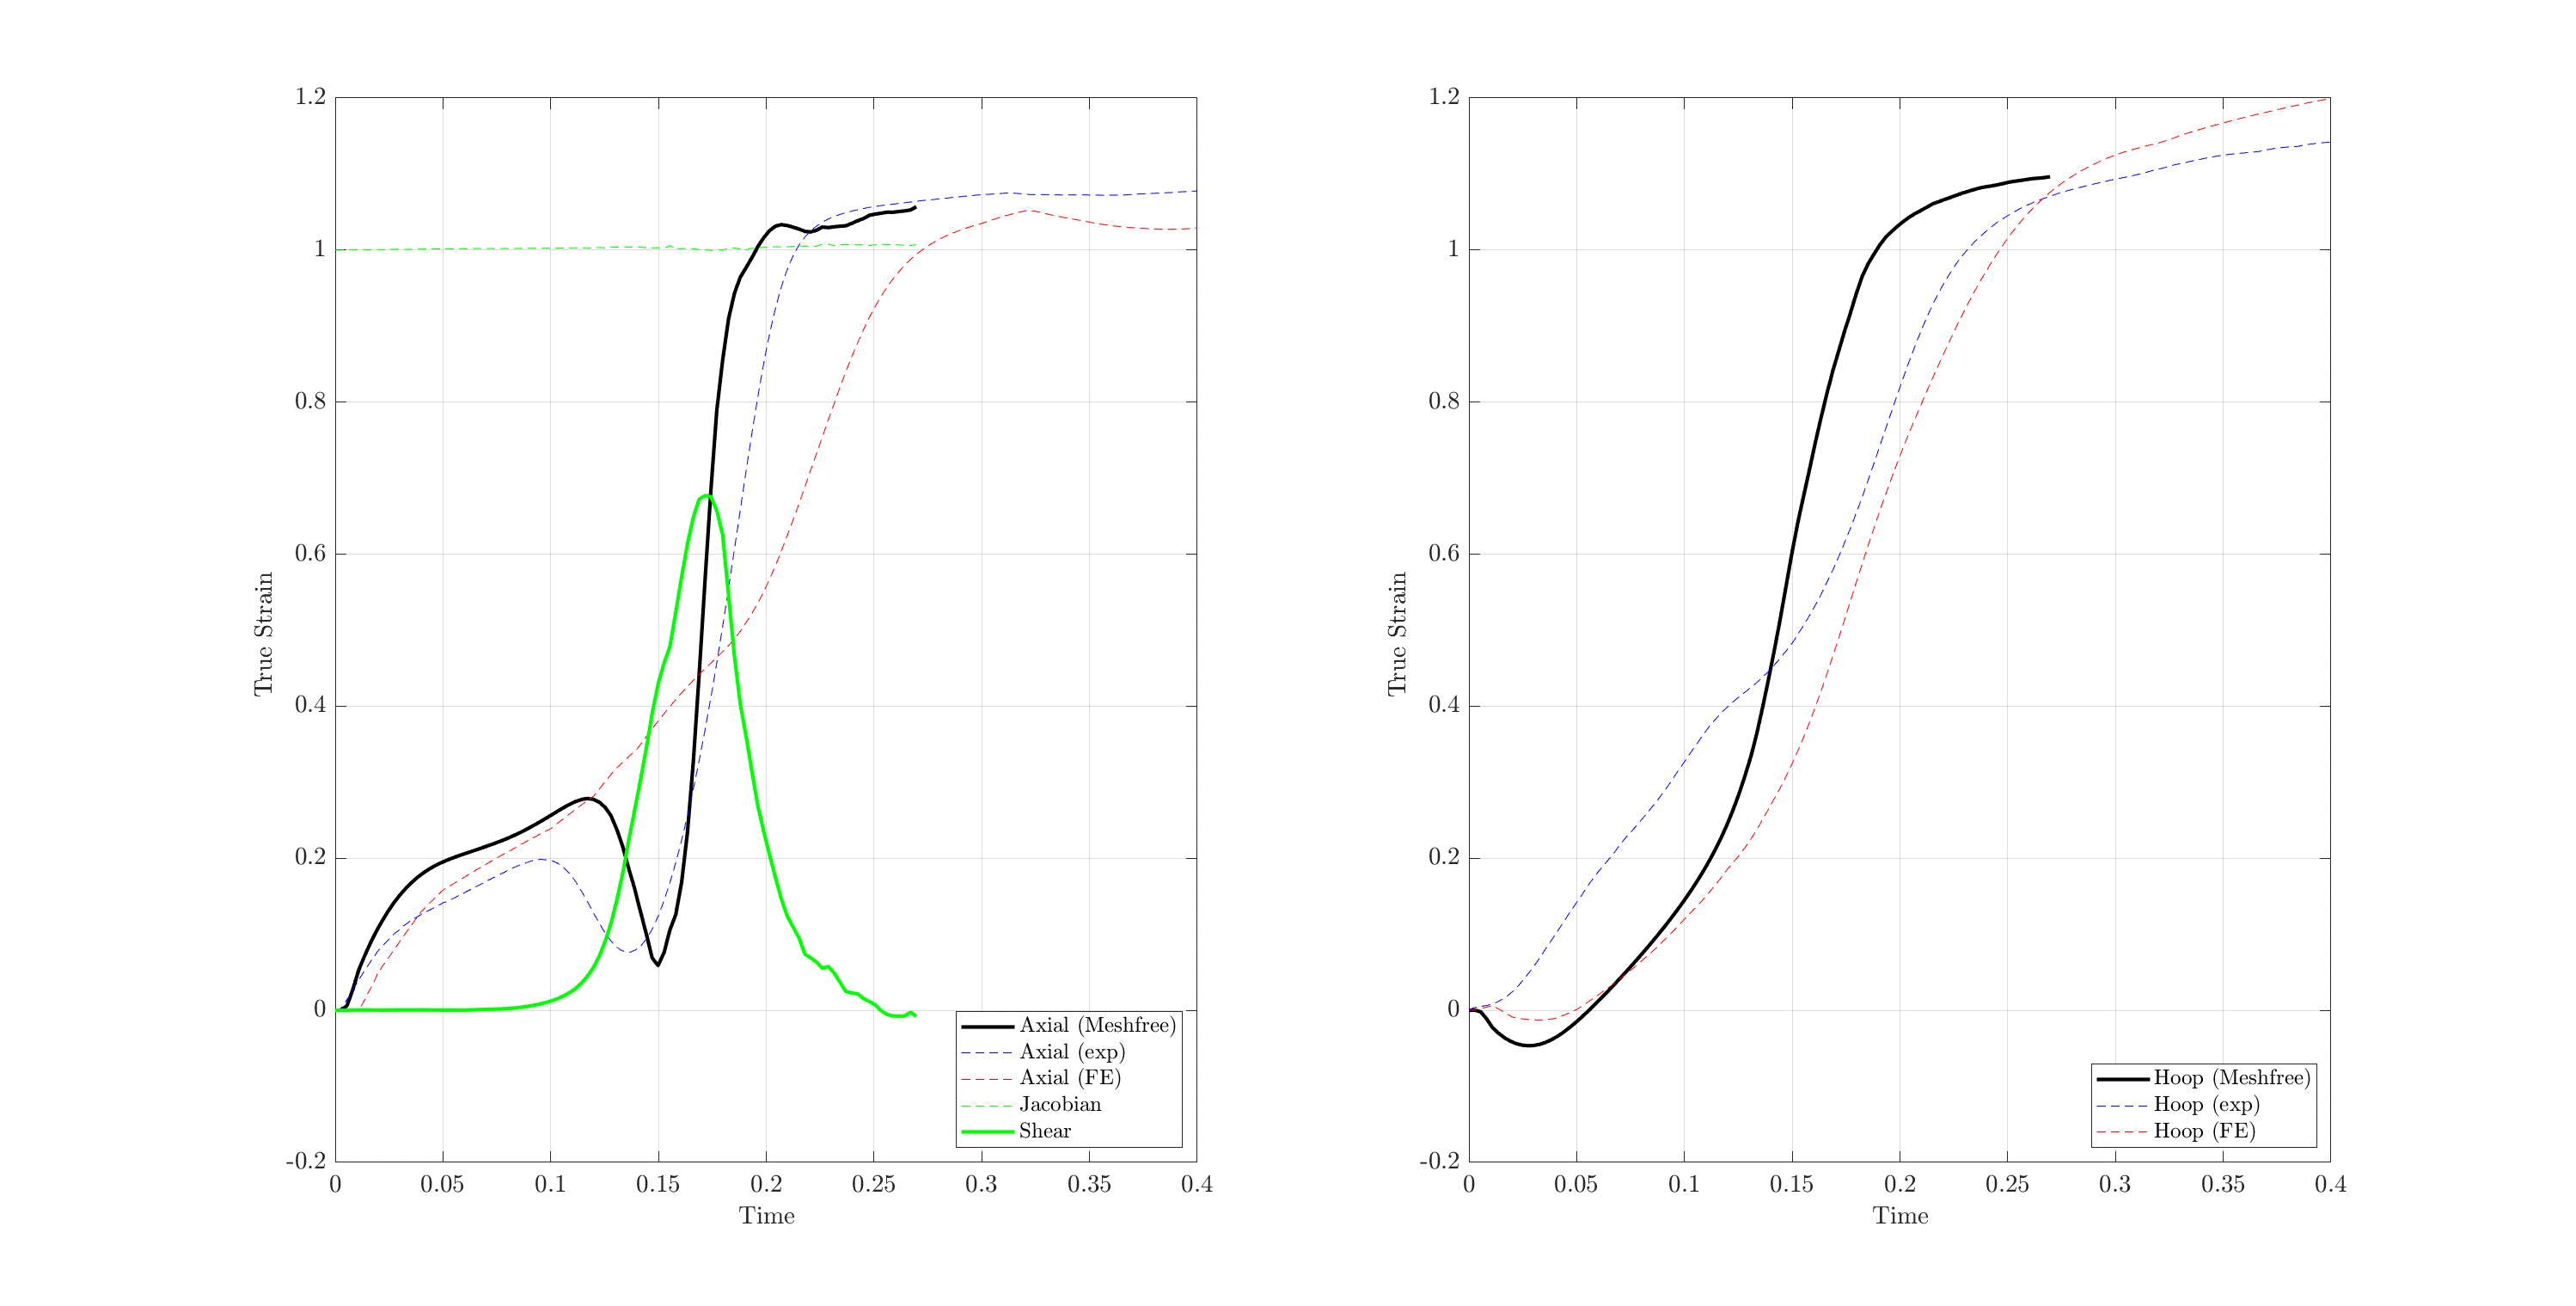 1.2
1
0.8
0.6
0.4
0.2
0
-0.2
True Strain
0 0.05 0.1 0.15 0.2 0.25 0.3 0.35 0.4
Time
Axial (Meshfree)
Axial (exp)
Axial (FE)
Jacobian
Shear
1.2
1
0.8
0.6
0.4
0.2
0
-0.2
True Strain
0 0.05 0.1 0.15 0.2 0.25 0.3 0.35 0.4
Time
Hoop (Meshfree)
Hoop (exp)
Hoop (FE)